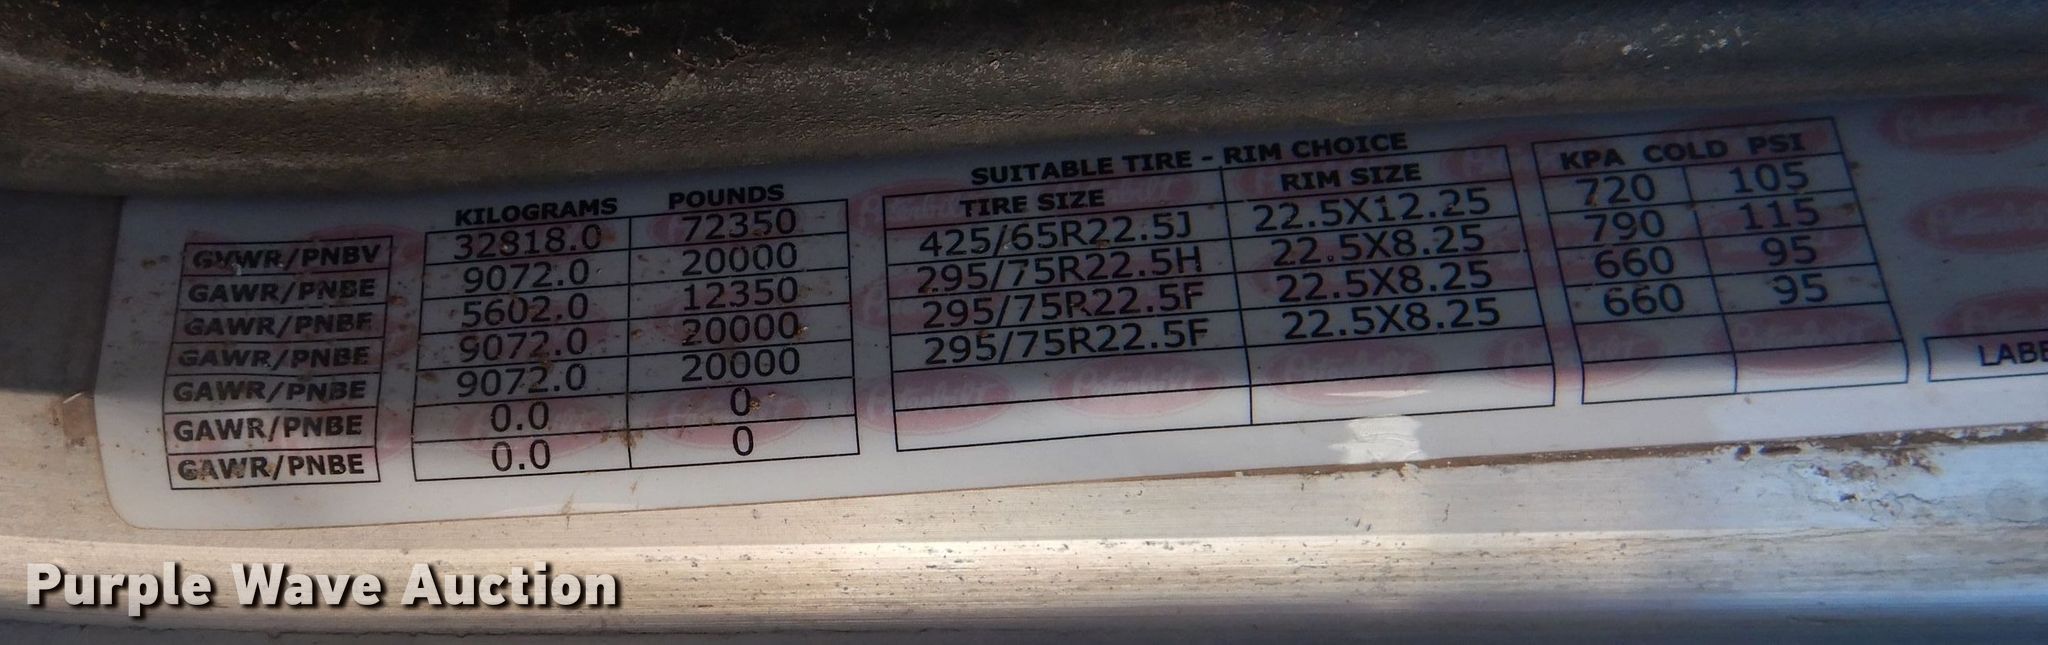 SUITABLE TIRE - RIM CHOICE
KILOGRAMS POUNDS TIRE SIZE RIM SIZE KPA COLD PSI
GVWR/PNBV 32818.0 72350
GAWR/PNBE 9072.0 20000 425/65R22.5J 22.5X12.25 720 105
GAWR/PNBE 5602.0 12350 295/75R22.5H 22.5X8.25 790 115
GAWR/PNBE 9072.0 20000 295/75R22.5F 22.5X8.25 660 95
GAWR/PNBE 9072.0 20000 295/75R22.5F 22.5X8.25 660 95
GAWR/PNBE 0.0 0
GAWR/PNBE 0.0 0
LABE
Peterbilt
Purple Wave Auction